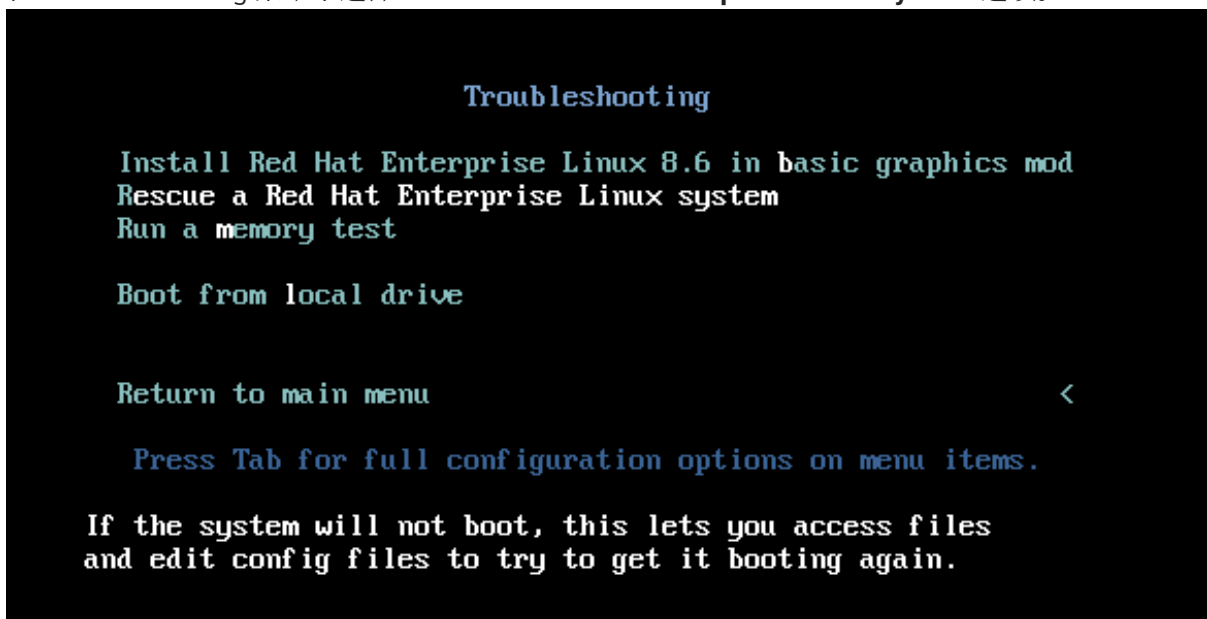 Troubleshooting
Install Red Hat Enterprise Linux 8.6 in basic graphics mod
Rescue a Red Hat Enterprise Linux system
Run a memory test
Boot from local drive
Return to main menu <
Press Tab for full configuration options on menu items.
If the system will not boot, this lets you access files
and edit config files to try to get it booting again.